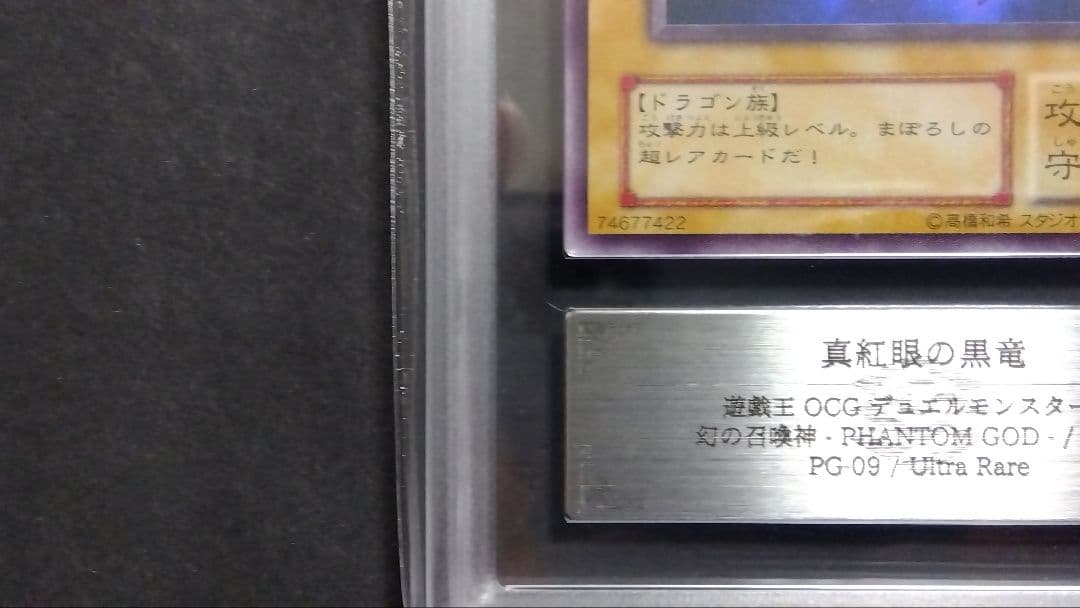 【ドラゴン族】
攻撃力は上級レベル。まぼろしの
超レアカードだ！
攻
守
74677422
©高橋和希 スタジオ
真紅眼の黒竜
遊戯王 OCG デュエルモンスター
幻の召喚神 - PHANTOM GOD - /
PG-09 / Ultra Rare